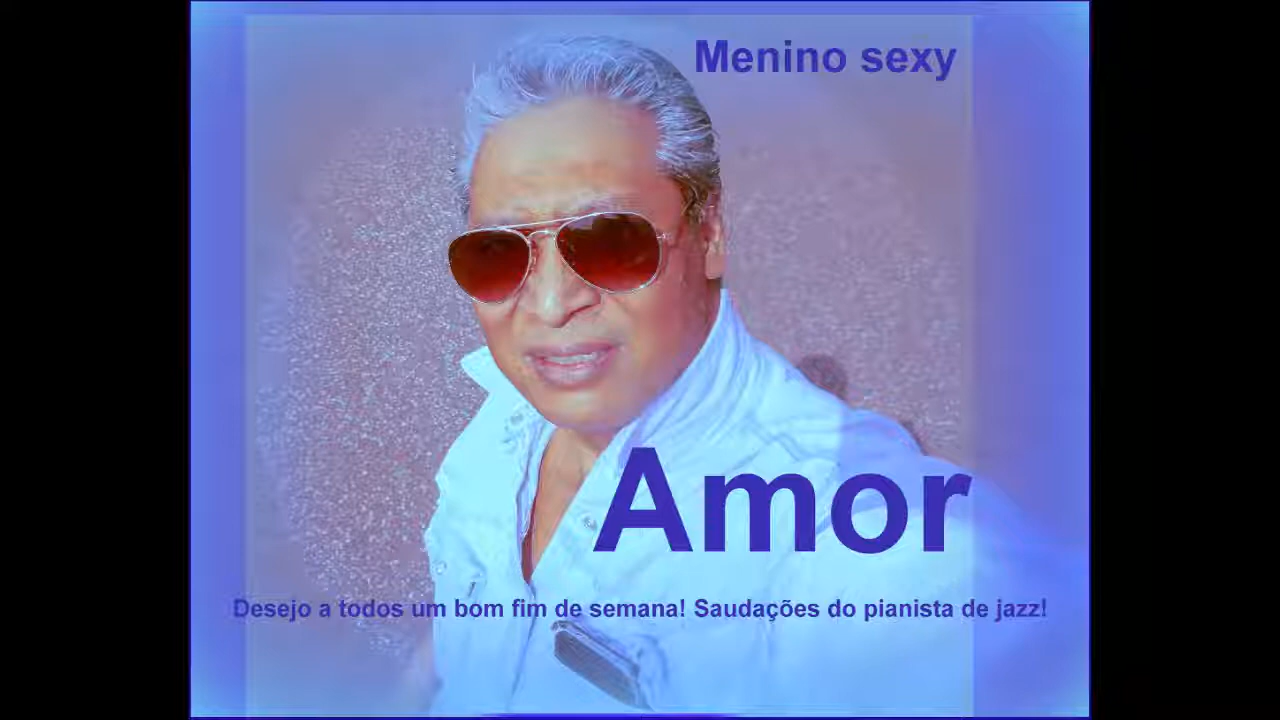 Menino sexy
Amor
Desejo a todos um bom fim de semana! Saudações do pianista de jazz!